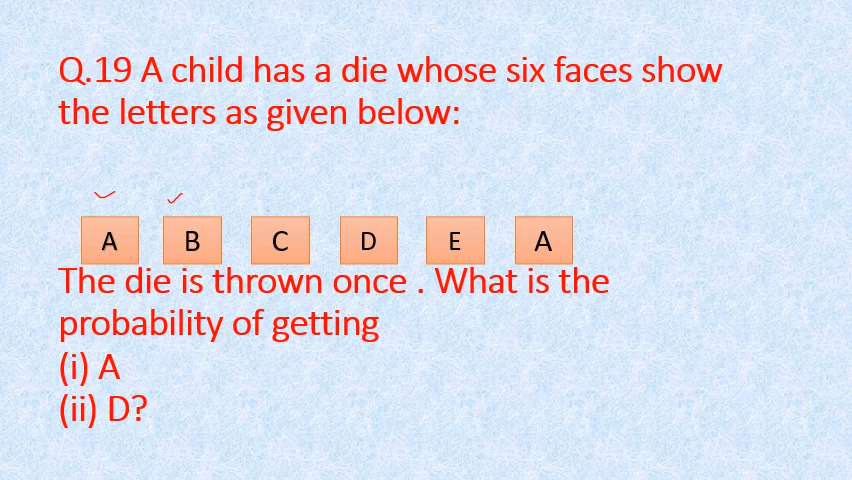 Q.19 A child has a die whose six faces show
the letters as given below:
A B C D E A
The die is thrown once . What is the
probability of getting
(i) A
(ii) D?